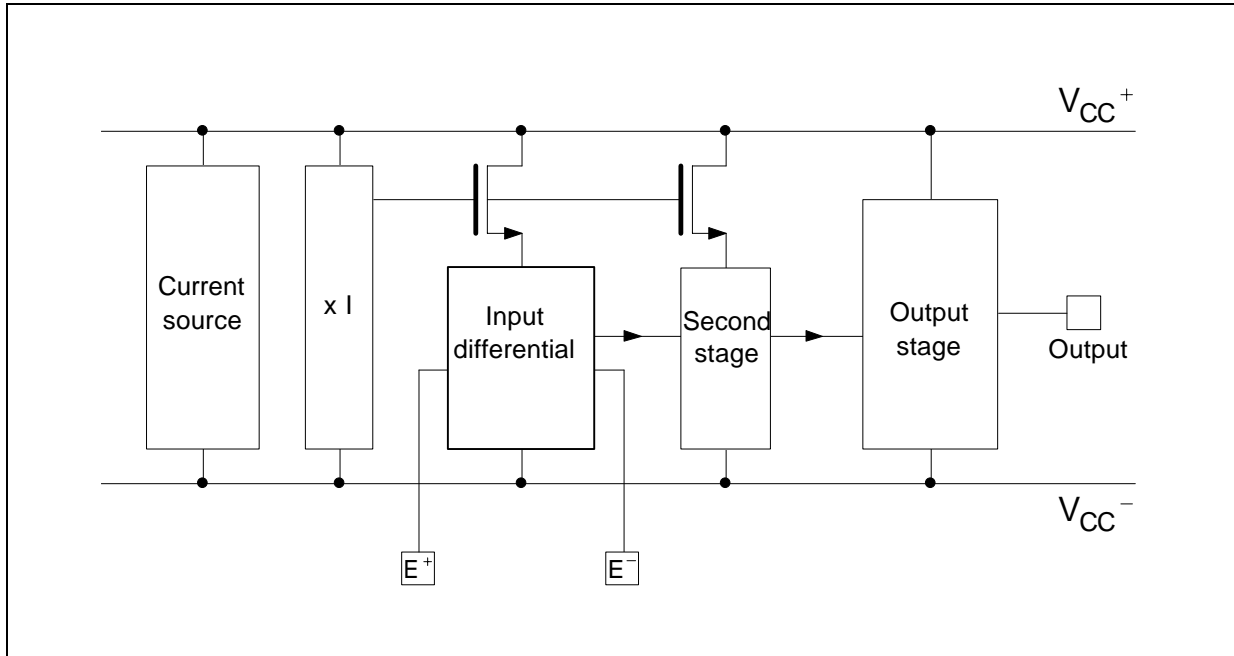 VCC+
Current
source
x I
Input
differential
Second
stage
Output
stage
Output
VCC−
E+
E−